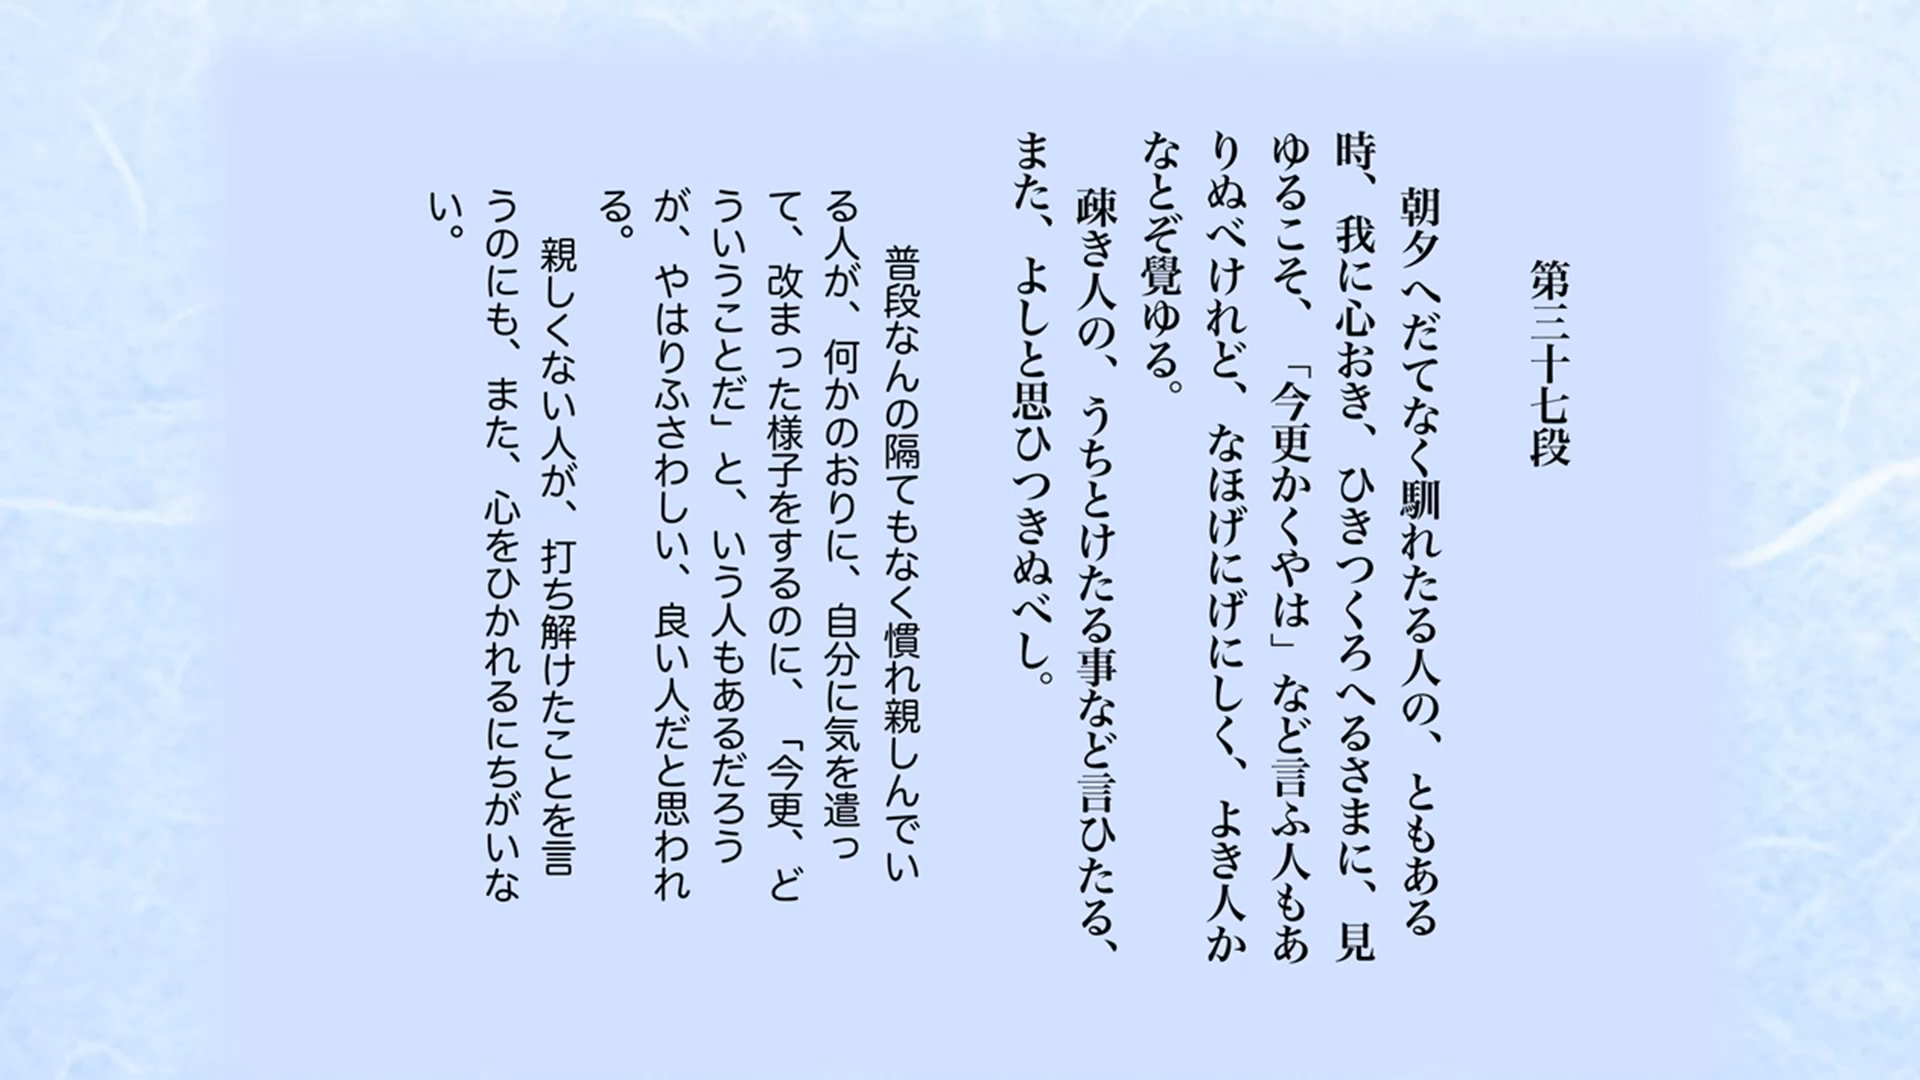 第三十七段
朝夕へだてなく馴れたる人の、ともある
時、我に心おき、ひきつくろへるさまに、見
ゆるこそ、「今更かくやは」など言ふ人もあ
りぬべけれど、なほげにげにしく、よき人か
なとぞ覺ゆる。
疎き人の、うちとけたる事など言ひたる、
また、よしと思ひつきぬべし。
普段なんの隔てもなく慣れ親しんでい
る人が、何かのおりに、自分に気を遣っ
て、改まった様子をするのに、「今更、ど
ういうことだ」と、いう人もあるだろう
が、やはりふさわしい、良い人だと思われ
る。
親しくない人が、打ち解けたことを言
うのにも、また、心をひかれるにちがいな
い。